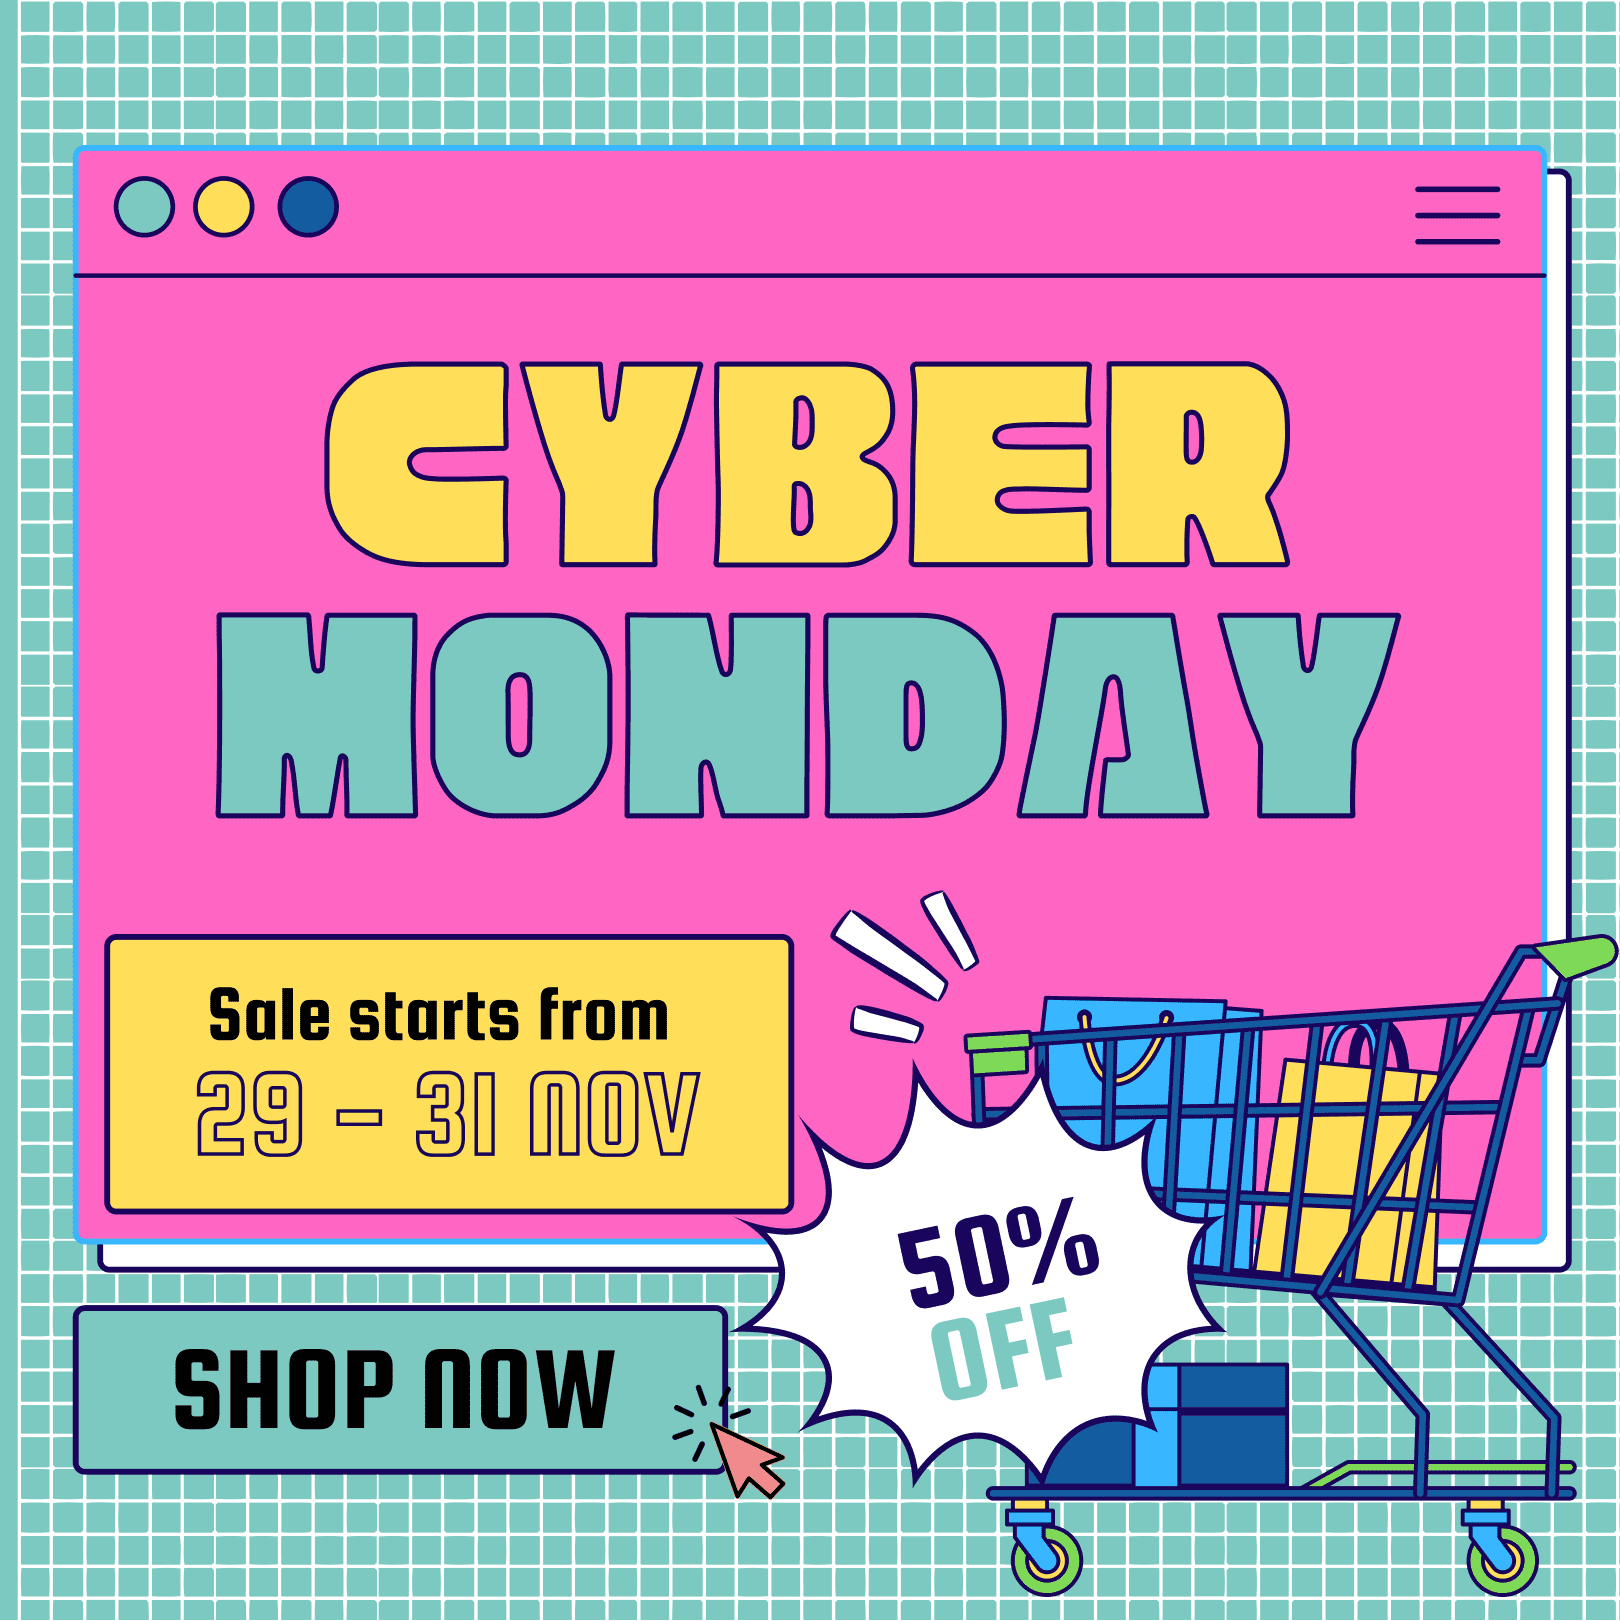 CYBER
MONDAY
Sale starts from
29 - 31 NOV
50%
OFF
SHOP NOW